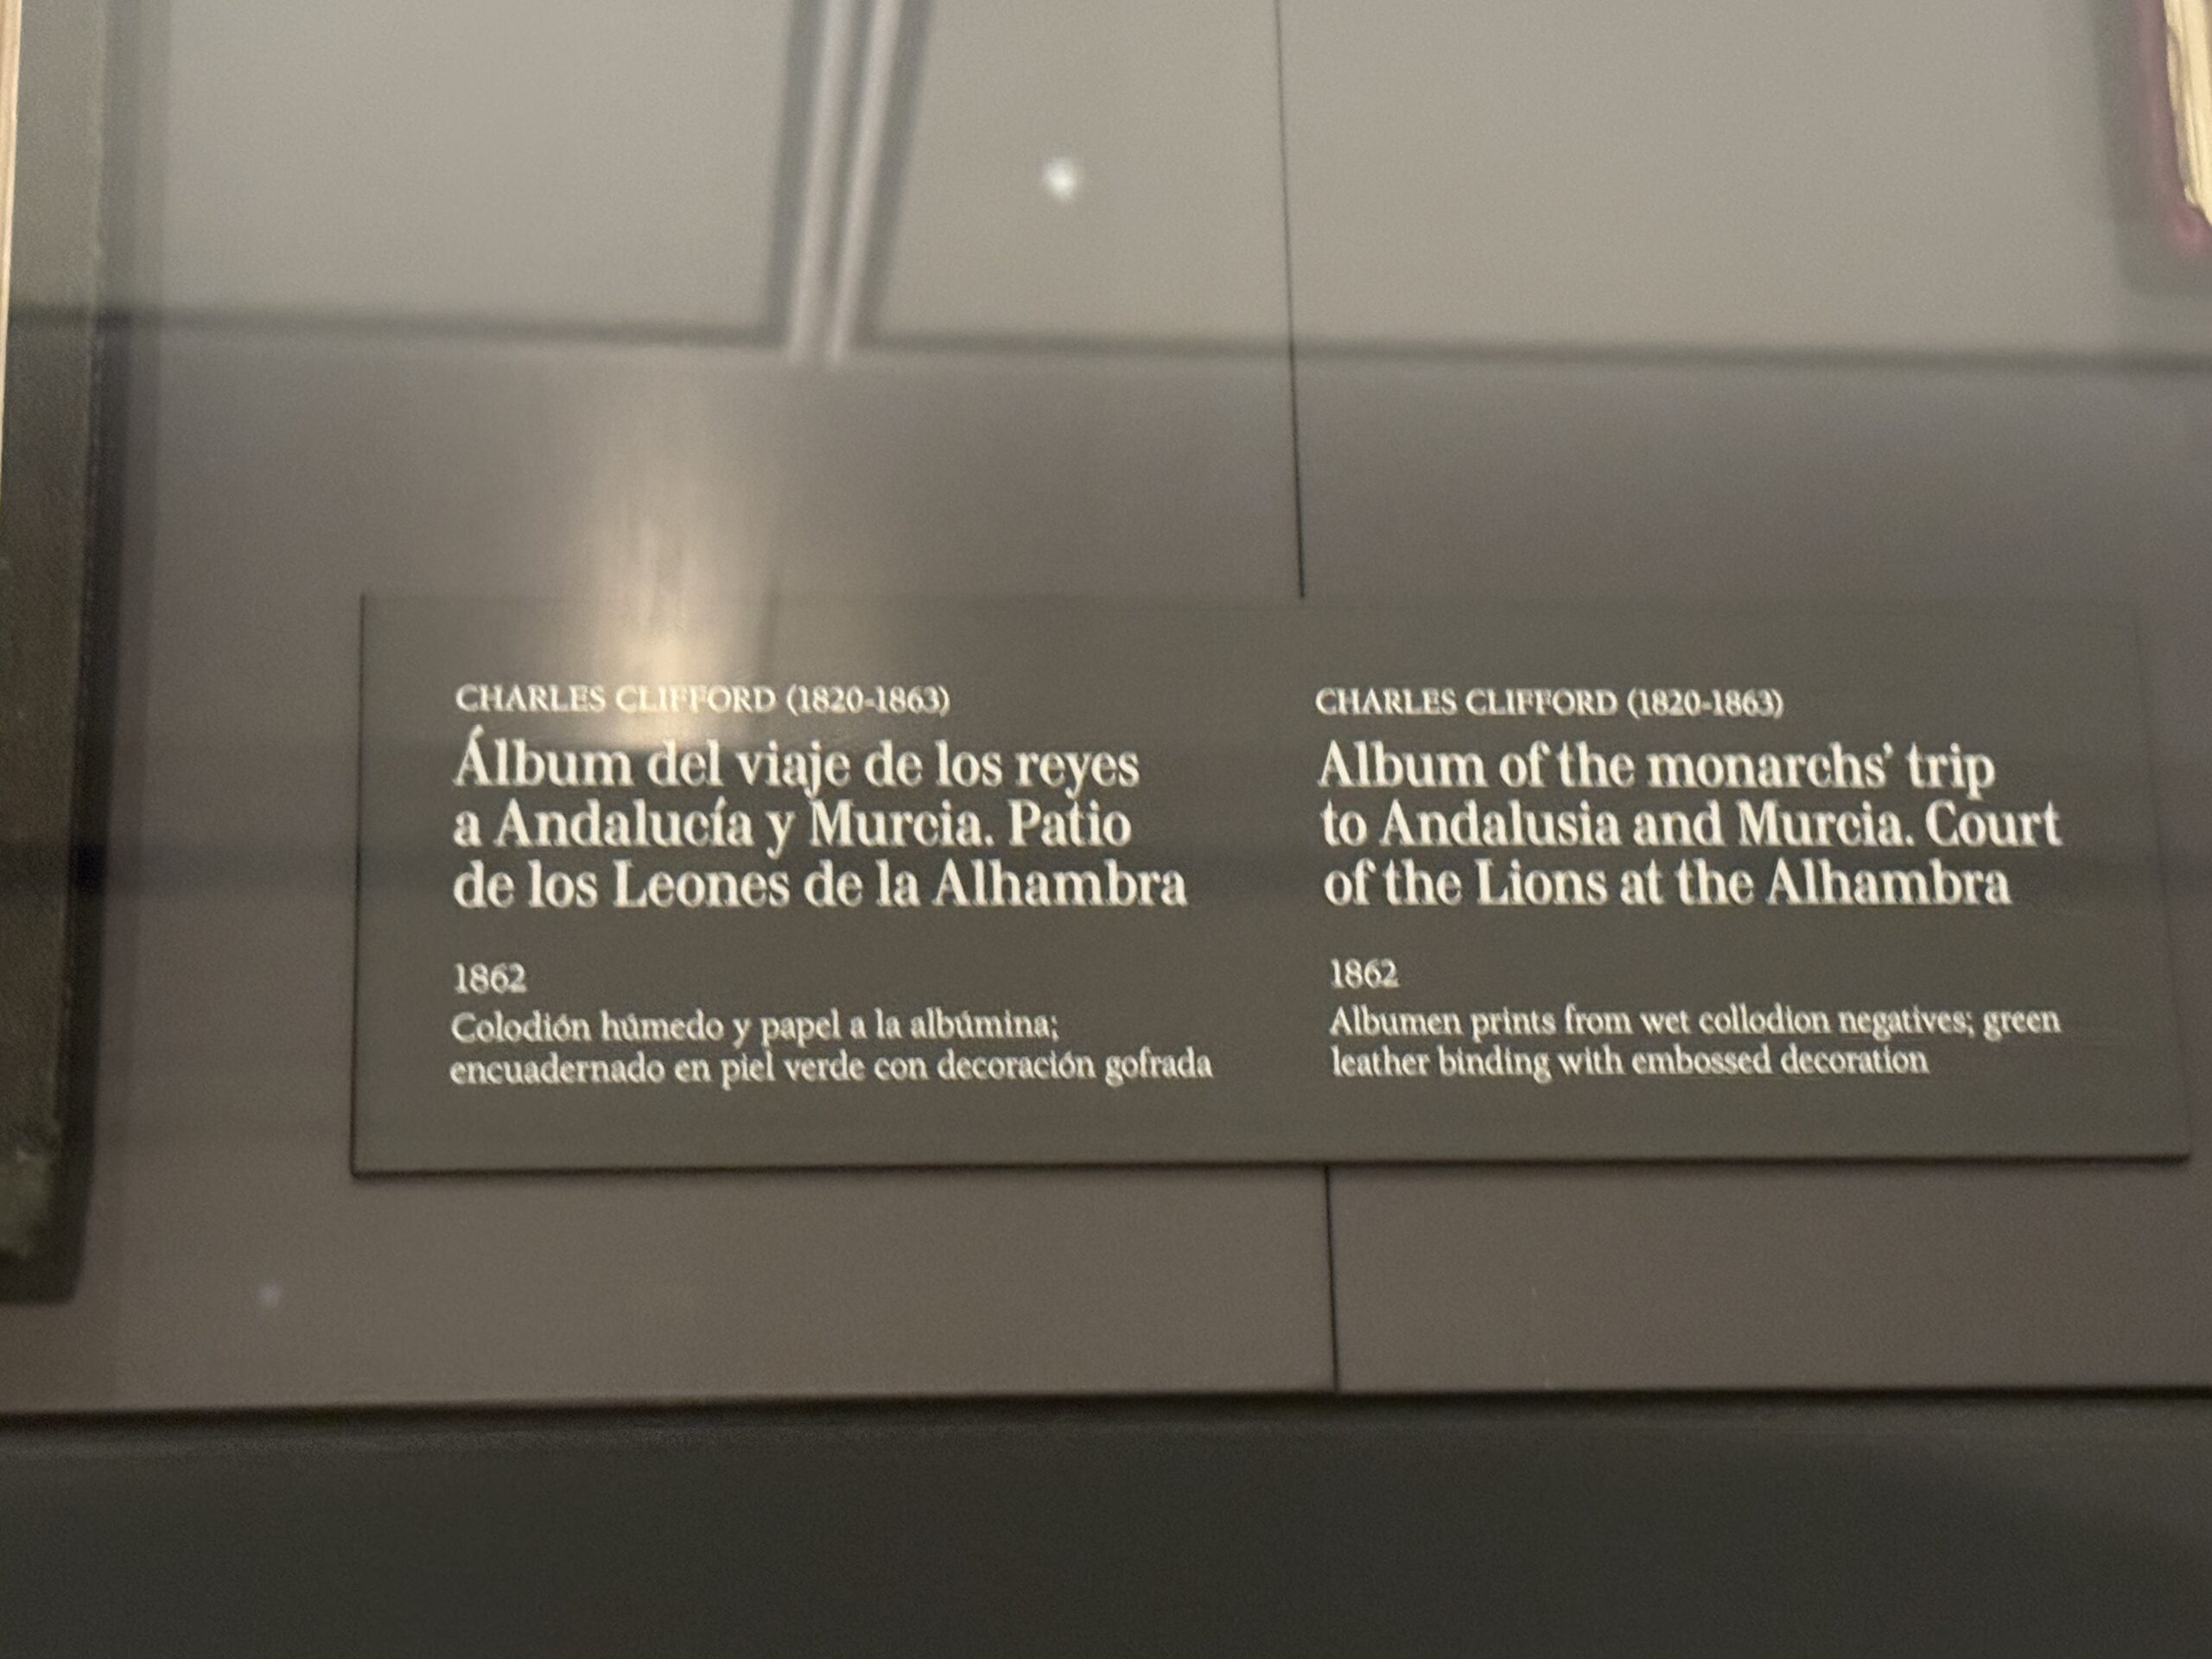 CHARLES CLIFFORD (1820-1863)
Álbum del viaje de los reyes
a Andalucía y Murcia. Patio
de los Leones de la Alhambra
1862
Colodión húmedo y papel a la albúmina;
encuadernado en piel verde con decoración gofrada
CHARLES CLIFFORD (1820-1863)
Album of the monarchs’ trip
to Andalusia and Murcia. Court
of the Lions at the Alhambra
1862
Albumen prints from wet collodion negatives; green
leather binding with embossed decoration